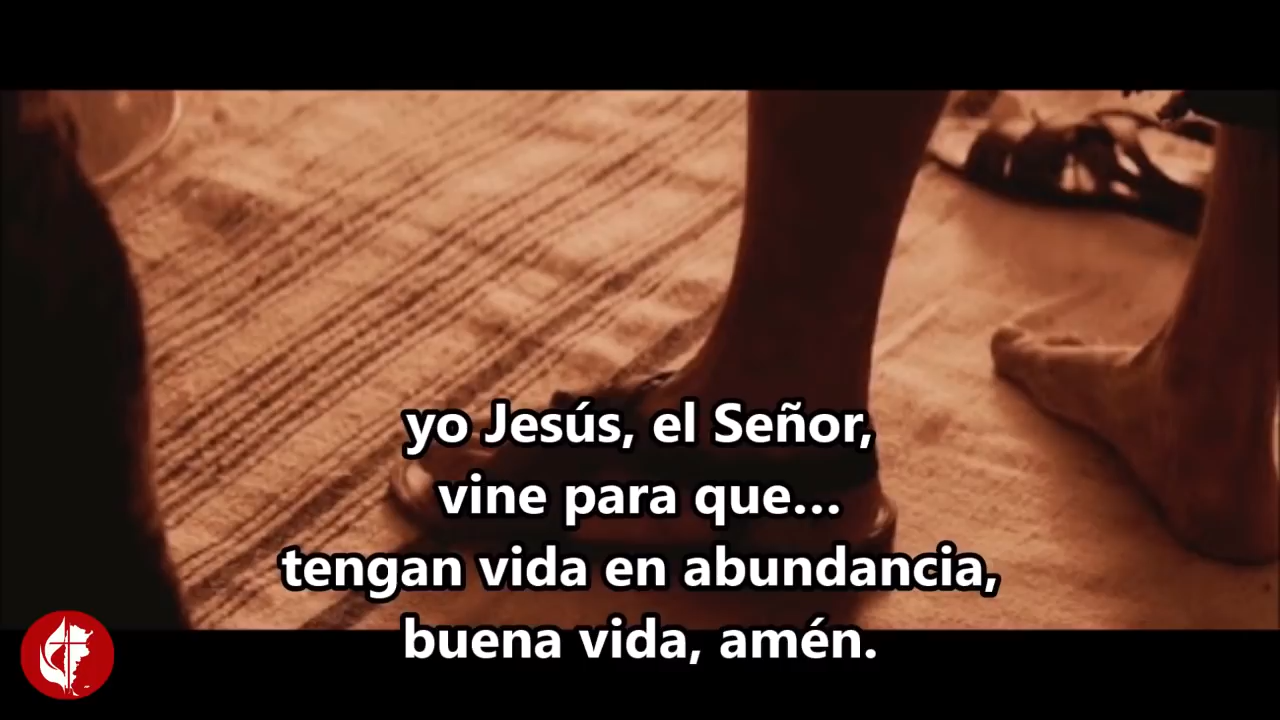 yo Jesús, el Señor,
vine para que...
tengan vida en abundancia,
buena vida, amén.